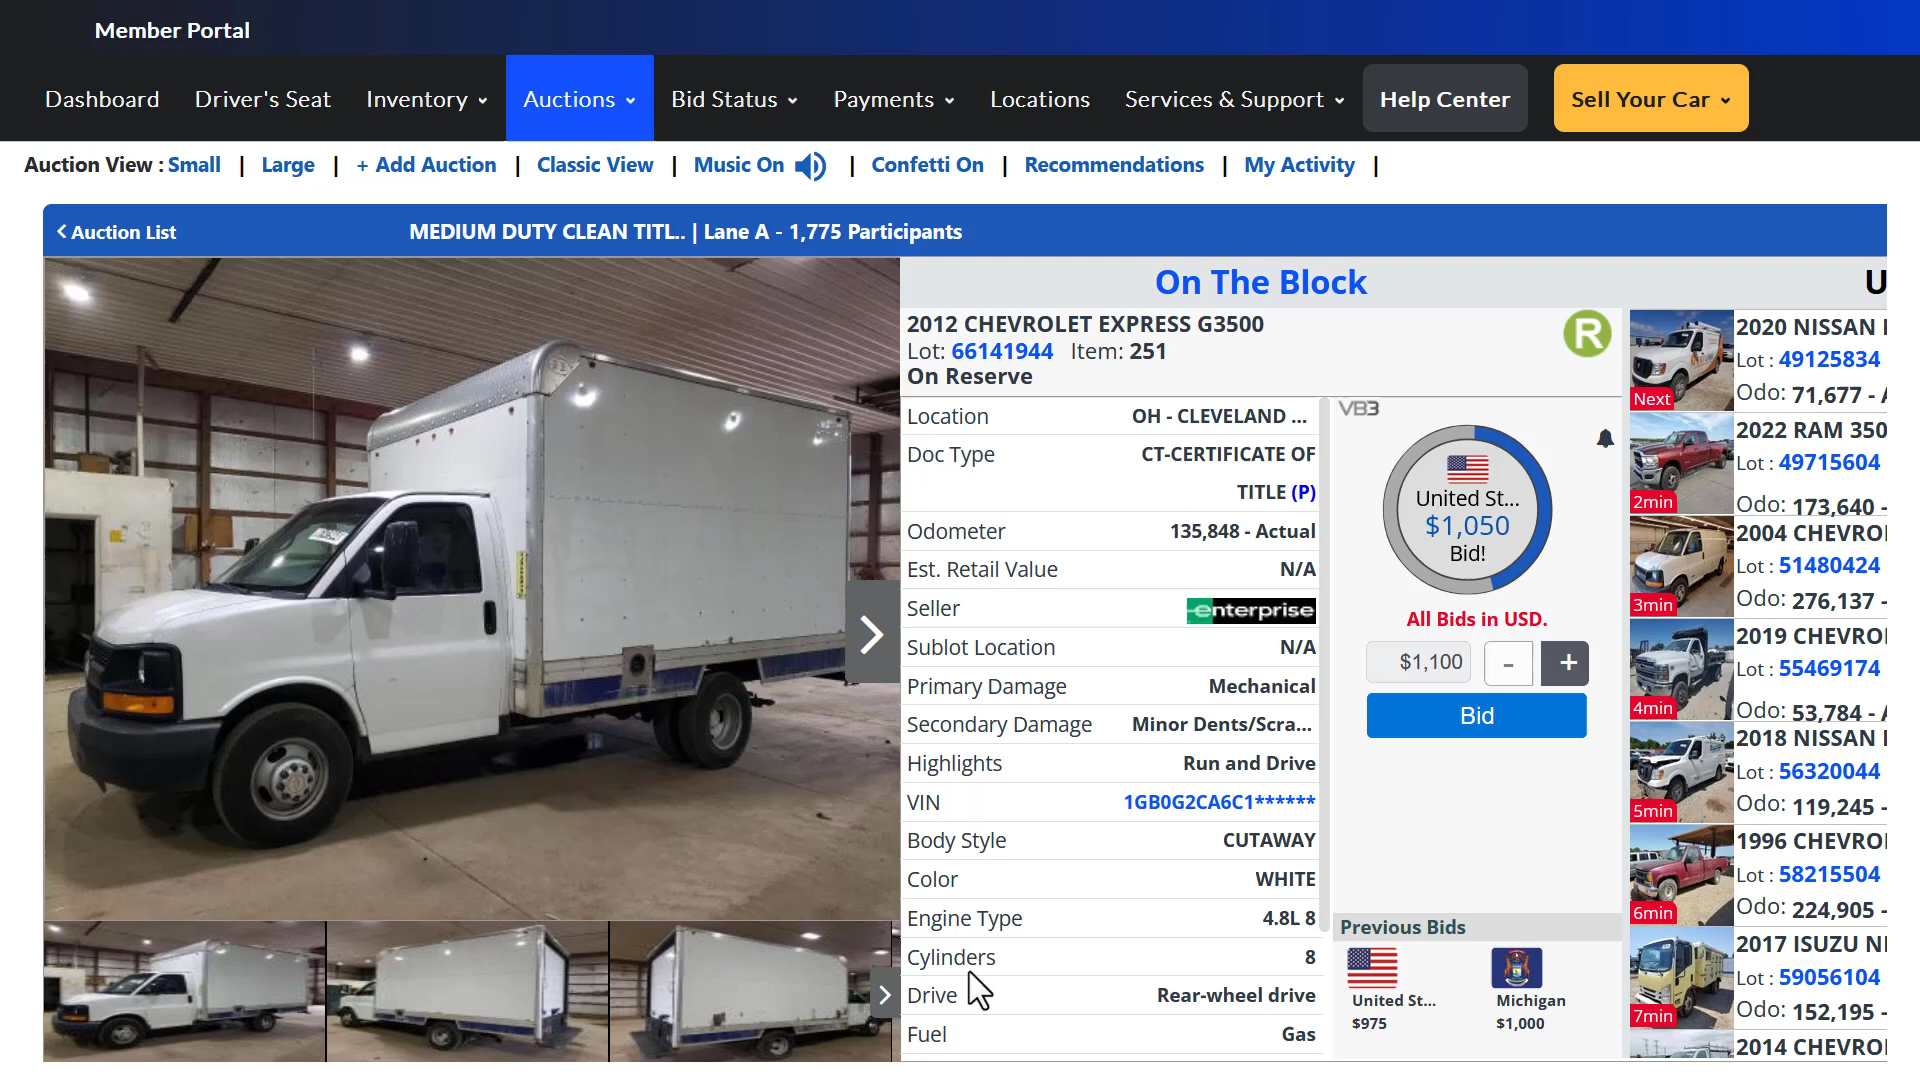 Member Portal
Dashboard
Driver's Seat
Inventory
Auctions
Bid Status
Payments
Locations
Services & Support
Help Center
Sell Your Car
Auction View : Small | Large | + Add Auction | Classic View | Music On | Confetti On | Recommendations | My Activity |
Auction List
MEDIUM DUTY CLEAN TITL.. | Lane A - 1,775 Participants
On The Block
U
2012 CHEVROLET EXPRESS G3500
Lot: 66141944 Item: 251
On Reserve
R
Location OH - CLEVELAND ...
Doc Type CT-CERTIFICATE OF
TITLE (P)
Odometer 135,848 - Actual
Est. Retail Value N/A
Seller enterprise
Sublot Location N/A
Primary Damage Mechanical
Secondary Damage Minor Dents/Scra...
Highlights Run and Drive
VIN 1GB0G2CA6C1******
Body Style CUTAWAY
Color WHITE
Engine Type 4.8L 8
Cylinders 8
Drive Rear-wheel drive
Fuel Gas
VB3
United St...
$1,050
Bid!
All Bids in USD.
$1,100 - +
Bid
Previous Bids
United St...
$975
Michigan
$1,000
2020 NISSAN
Lot : 49125834
Odo: 71,677 -
Next
2022 RAM 350
Lot : 49715604
Odo: 173,640 -
2min
2004 CHEVRO
Lot : 51480424
Odo: 276,137 -
3min
2019 CHEVRO
Lot : 55469174
Odo: 53,784 -
4min
2018 NISSAN
Lot : 56320044
Odo: 119,245 -
5min
1996 CHEVRO
Lot : 58215504
Odo: 224,905 -
6min
2017 ISUZU N
Lot : 59056104
Odo: 152,195 -
7min
2014 CHEVRO